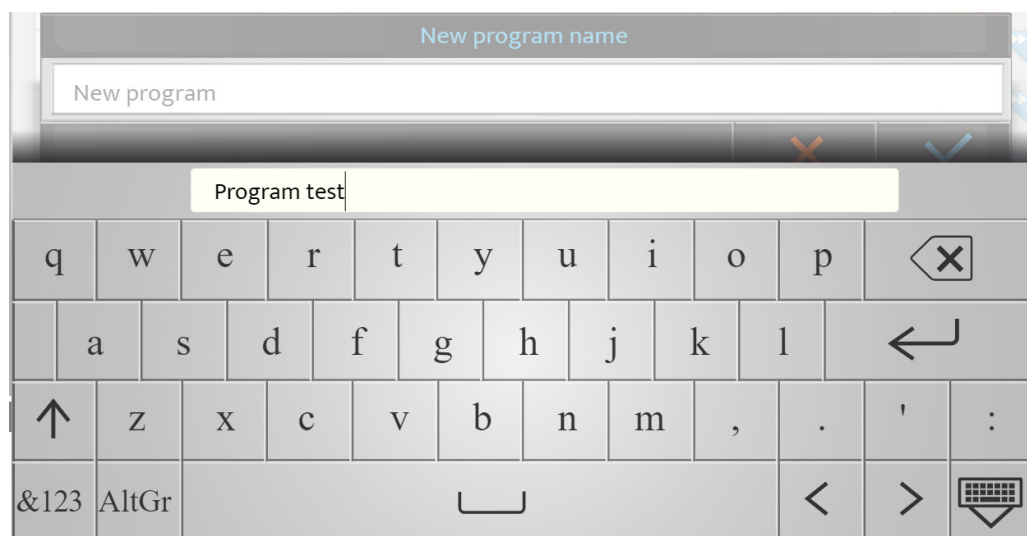 New program name
New program
Program test
q w e r t y u i o p
a s d f g h j k l
z x c v b n m , . ' :
&123 AltGr < >